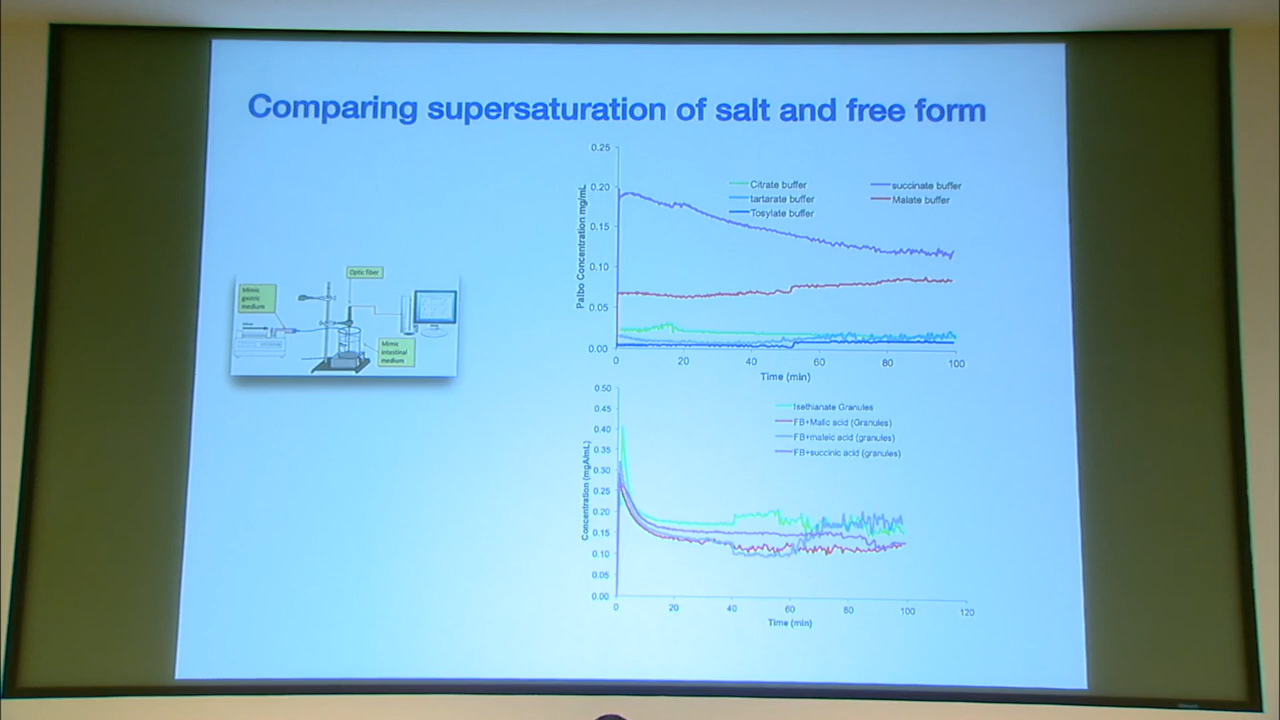 Comparing supersaturation of salt and free form
Optic fiber
Mimic
gastric
medium
Mimic
intestinal
medium
Palbo Concentration mg/mL
0.25
0.20
0.15
0.10
0.05
0.00
Citrate buffer
tartarate buffer
Tosylate buffer
succinate buffer
Malate buffer
0 20 40 60 80 100
Time (min)
Concentration (mgA/mL)
0.50
0.45
0.40
0.35
0.30
0.25
0.20
0.15
0.10
0.05
0.00
Isethianate Granules
FB+Malic acid (Granules)
FB+maleic acid (granules)
FB+succinic acid (granules)
0 20 40 60 80 100 120
Time (min)